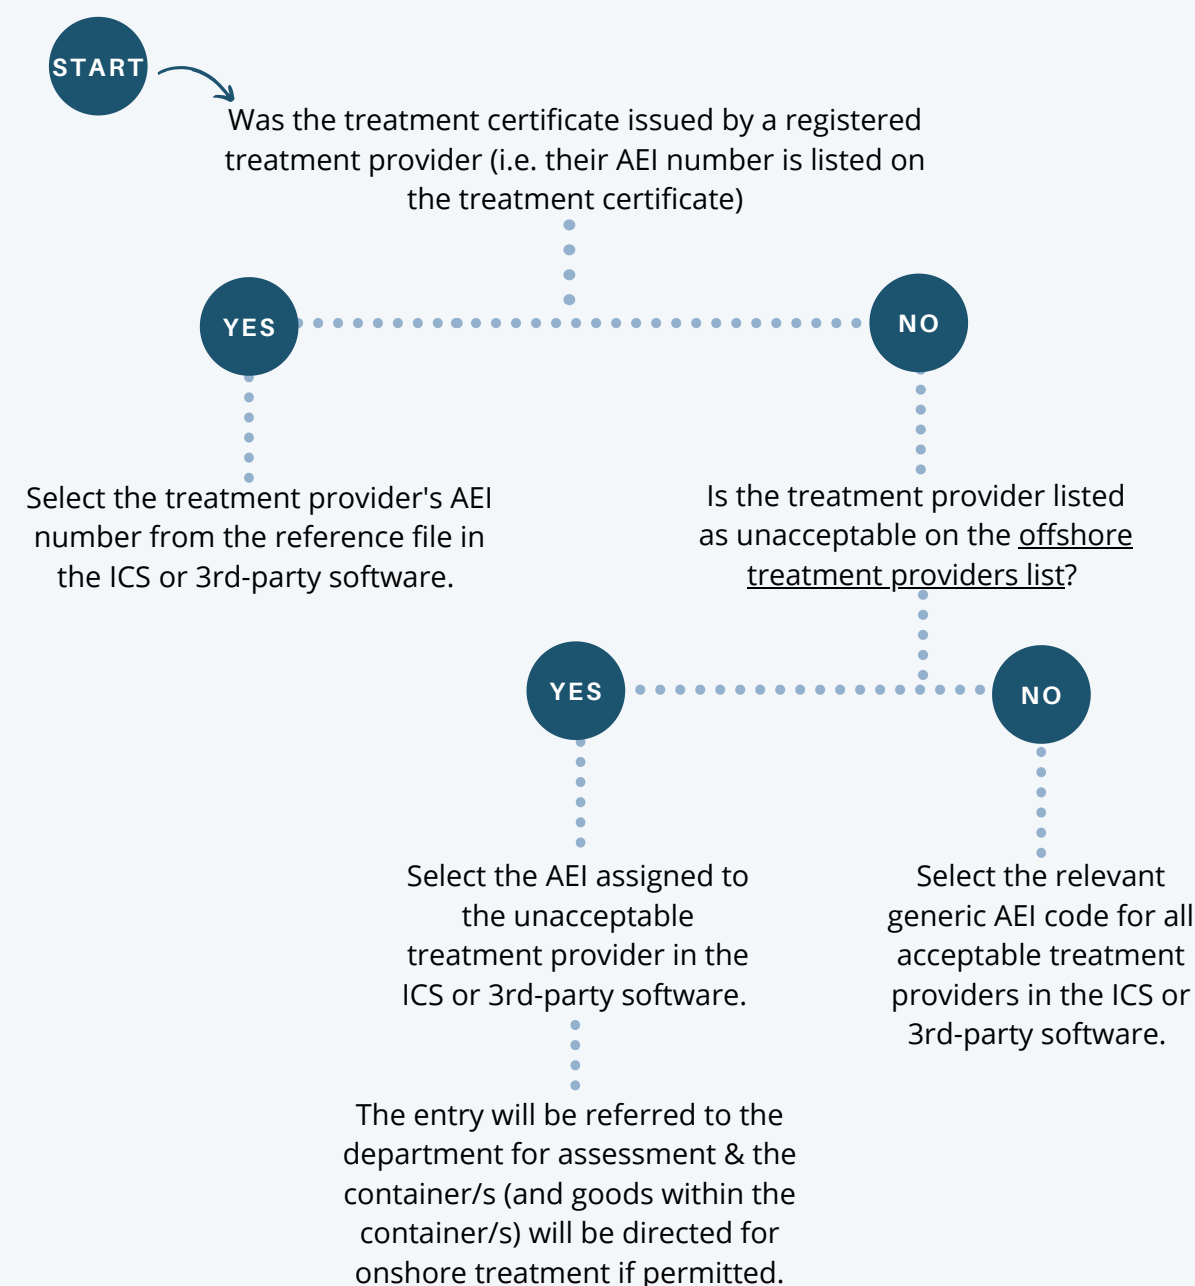 START
Was the treatment certificate issued by a registered
treatment provider (i.e. their AEI number is listed on
the treatment certificate)
YES
NO
Select the treatment provider's AEI
number from the reference file in
the ICS or 3rd-party software.
Is the treatment provider listed
as unacceptable on the offshore
treatment providers list?
YES
NO
Select the AEI assigned to
the unacceptable
treatment provider in the
ICS or 3rd-party software.
Select the relevant
generic AEI code for all
acceptable treatment
providers in the ICS or
3rd-party software.
The entry will be referred to the
department for assessment & the
container/s (and goods within the
container/s) will be directed for
onshore treatment if permitted.